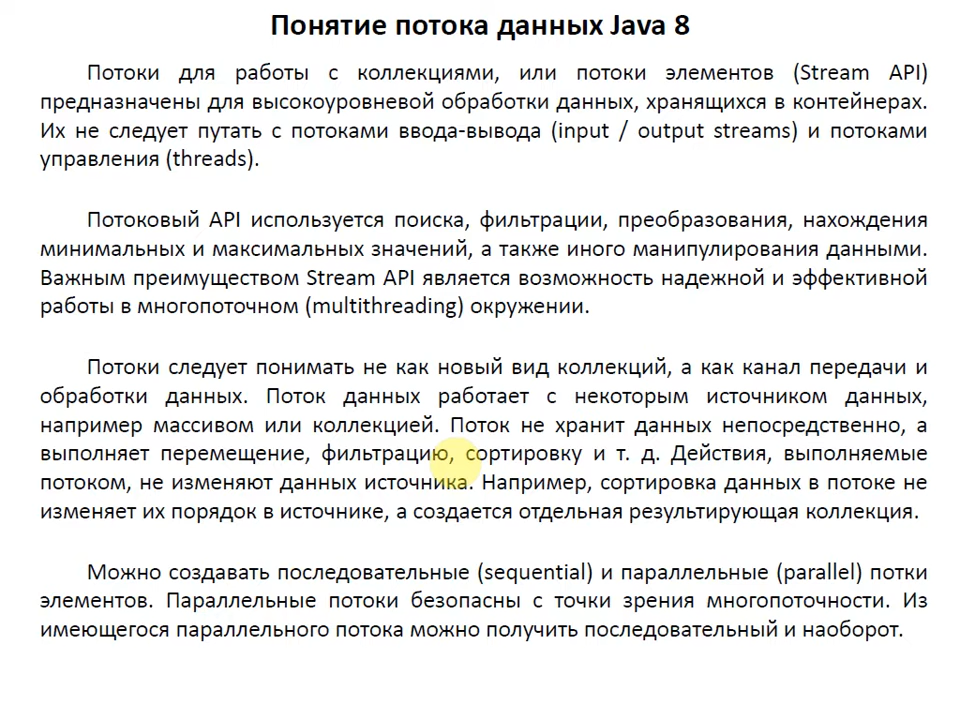 Понятие потока данных Java 8
Потоки для работы с коллекциями, или потоки элементов (Stream API)
предназначены для высокоуровневой обработки данных, хранящихся в контейнерах.
Их не следует путать с потоками ввода-вывода (input / output streams) и потоками
управления (threads).
Потоковый API используется поиска, фильтрации, преобразования, нахождения
минимальных и максимальных значений, а также иного манипулирования данными.
Важным преимуществом Stream API является возможность надежной и эффективной
работы в многопоточном (multithreading) окружении.
Потоки следует понимать не как новый вид коллекций, а как канал передачи и
обработки данных. Поток данных работает с некоторым источником данных,
например массивом или коллекцией. Поток не хранит данных непосредственно, а
выполняет перемещение, фильтрацию, сортировку и т. д. Действия, выполняемые
потоком, не изменяют данных источника. Например, сортировка данных в потоке не
изменяет их порядок в источнике, а создается отдельная результирующая коллекция.
Можно создавать последовательные (sequential) и параллельные (parallel) потки
элементов. Параллельные потоки безопасны с точки зрения многопоточности. Из
имеющегося параллельного потока можно получить последовательный и наоборот.